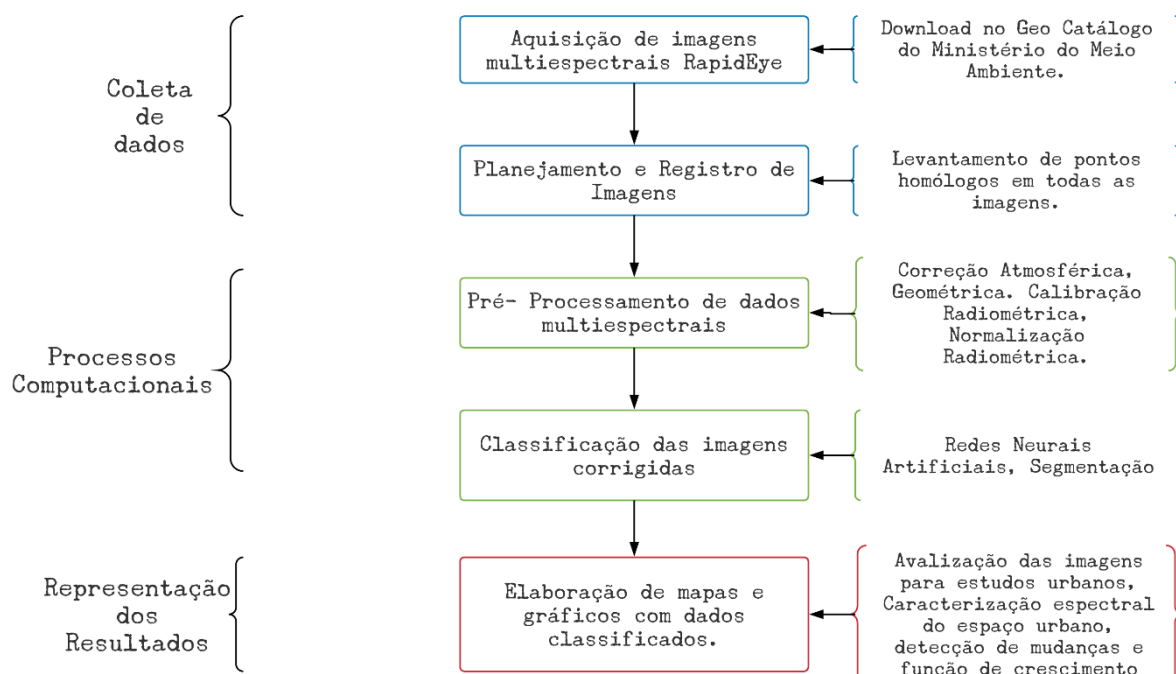 Coleta
de
dados
Aquisição de imagens
multiespectrais RapidEye
Download no Geo Catálogo
do Ministério do Meio
Ambiente.
Planejamento e Registro de
Imagens
Levantamento de pontos
homólogos em todas as
imagens.
Processos
Computacionais
Pré- Processamento de dados
multiespectrais
Correção Atmosférica,
Geométrica. Calibração
Radiométrica,
Normalização
Radiométrica.
Classificação das imagens
corrigidas
Redes Neurais
Artificiais, Segmentação
Representação
dos
Resultados
Elaboração de mapas e
gráficos com dados
classificados.
Avalização das imagens
para estudos urbanos,
Caracterização espectral
do espaço urbano,
detecção de mudanças e
função de crescimento